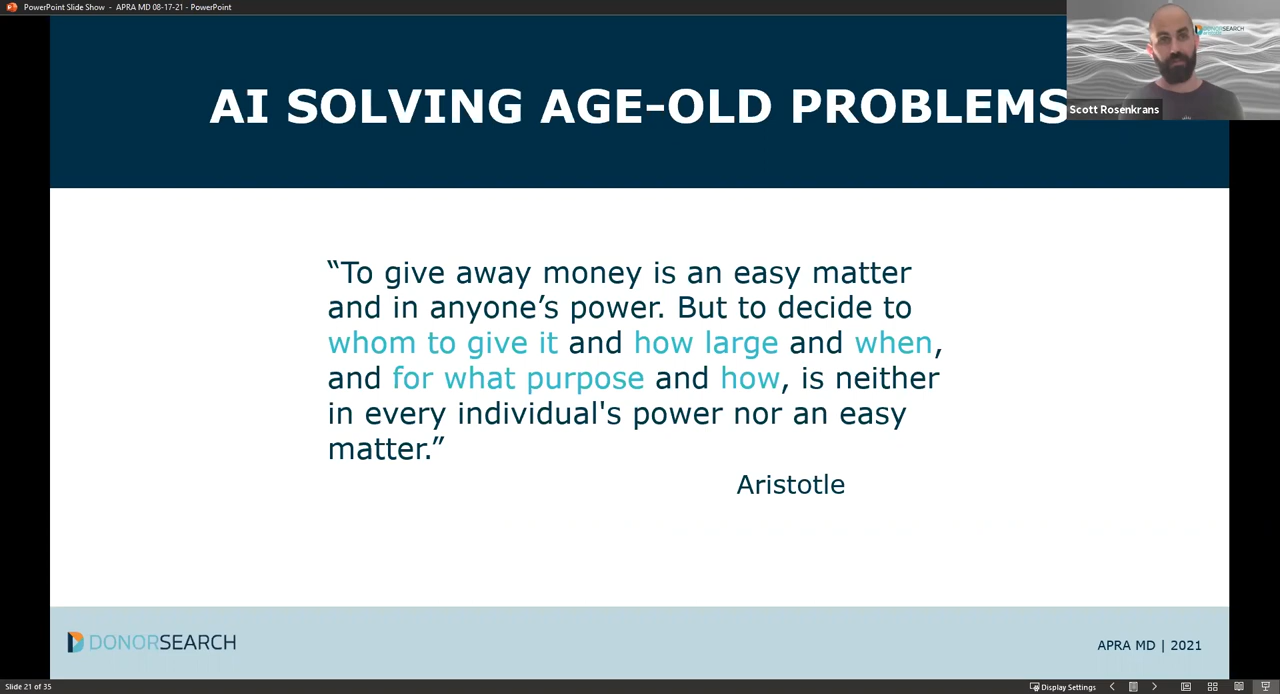 PowerPoint Slide Show - APRA MD 08-17-21 - PowerPoint
DONORSEARCH
Scott Rosenkrans
AI SOLVING AGE-OLD PROBLEMS
“To give away money is an easy matter
and in anyone’s power. But to decide to
whom to give it and how large and when,
and for what purpose and how, is neither
in every individual's power nor an easy
matter.”
Aristotle
DONORSEARCH
APRA MD | 2021
Slide 21 of 35
Display Settings